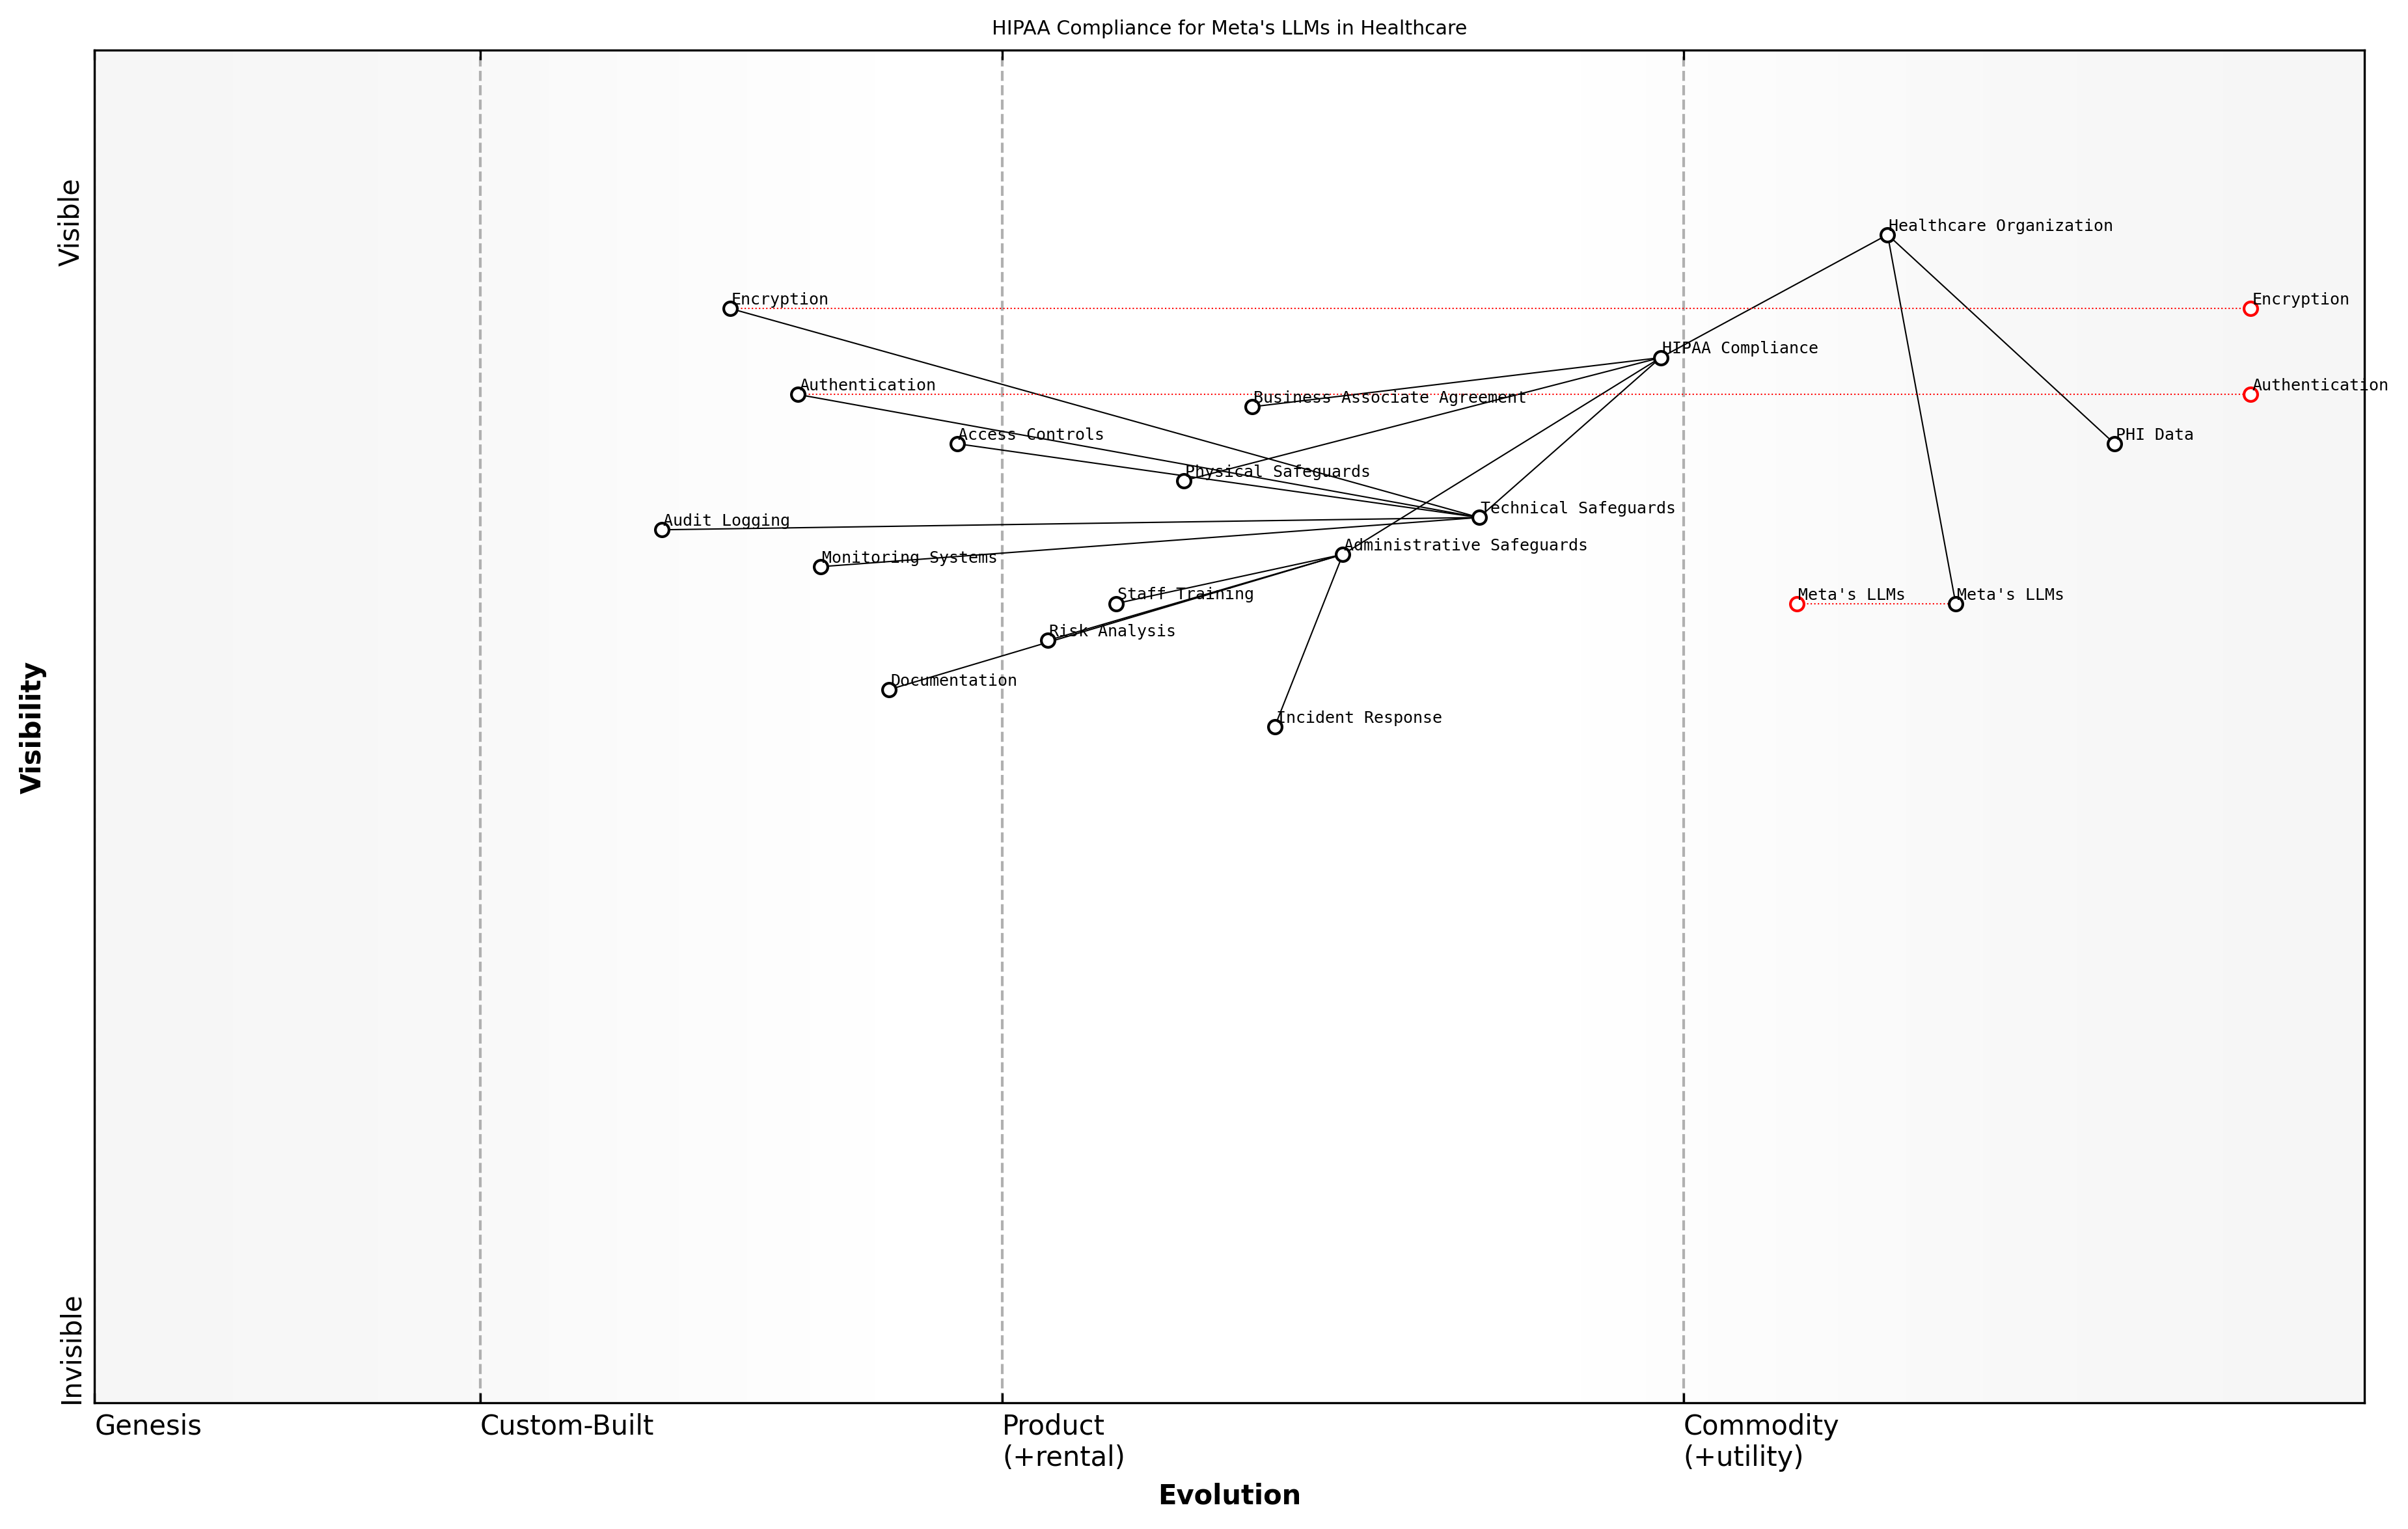 HIPAA Compliance for Meta's LLMs in Healthcare
Visible
Healthcare Organization
Encryption
Encryption
HIPAA Compliance
Authentication
Business Associate Agreement
Authentication
Access Controls
PHI Data
Physical Safeguards
Technical Safeguards
Audit Logging
Administrative Safeguards
Monitoring Systems
Staff Training
Meta's LLMs
Meta's LLMs
Risk Analysis
Documentation
Incident Response
Visibility
Invisible
Genesis
Custom-Built
Product
(+rental)
Commodity
(+utility)
Evolution